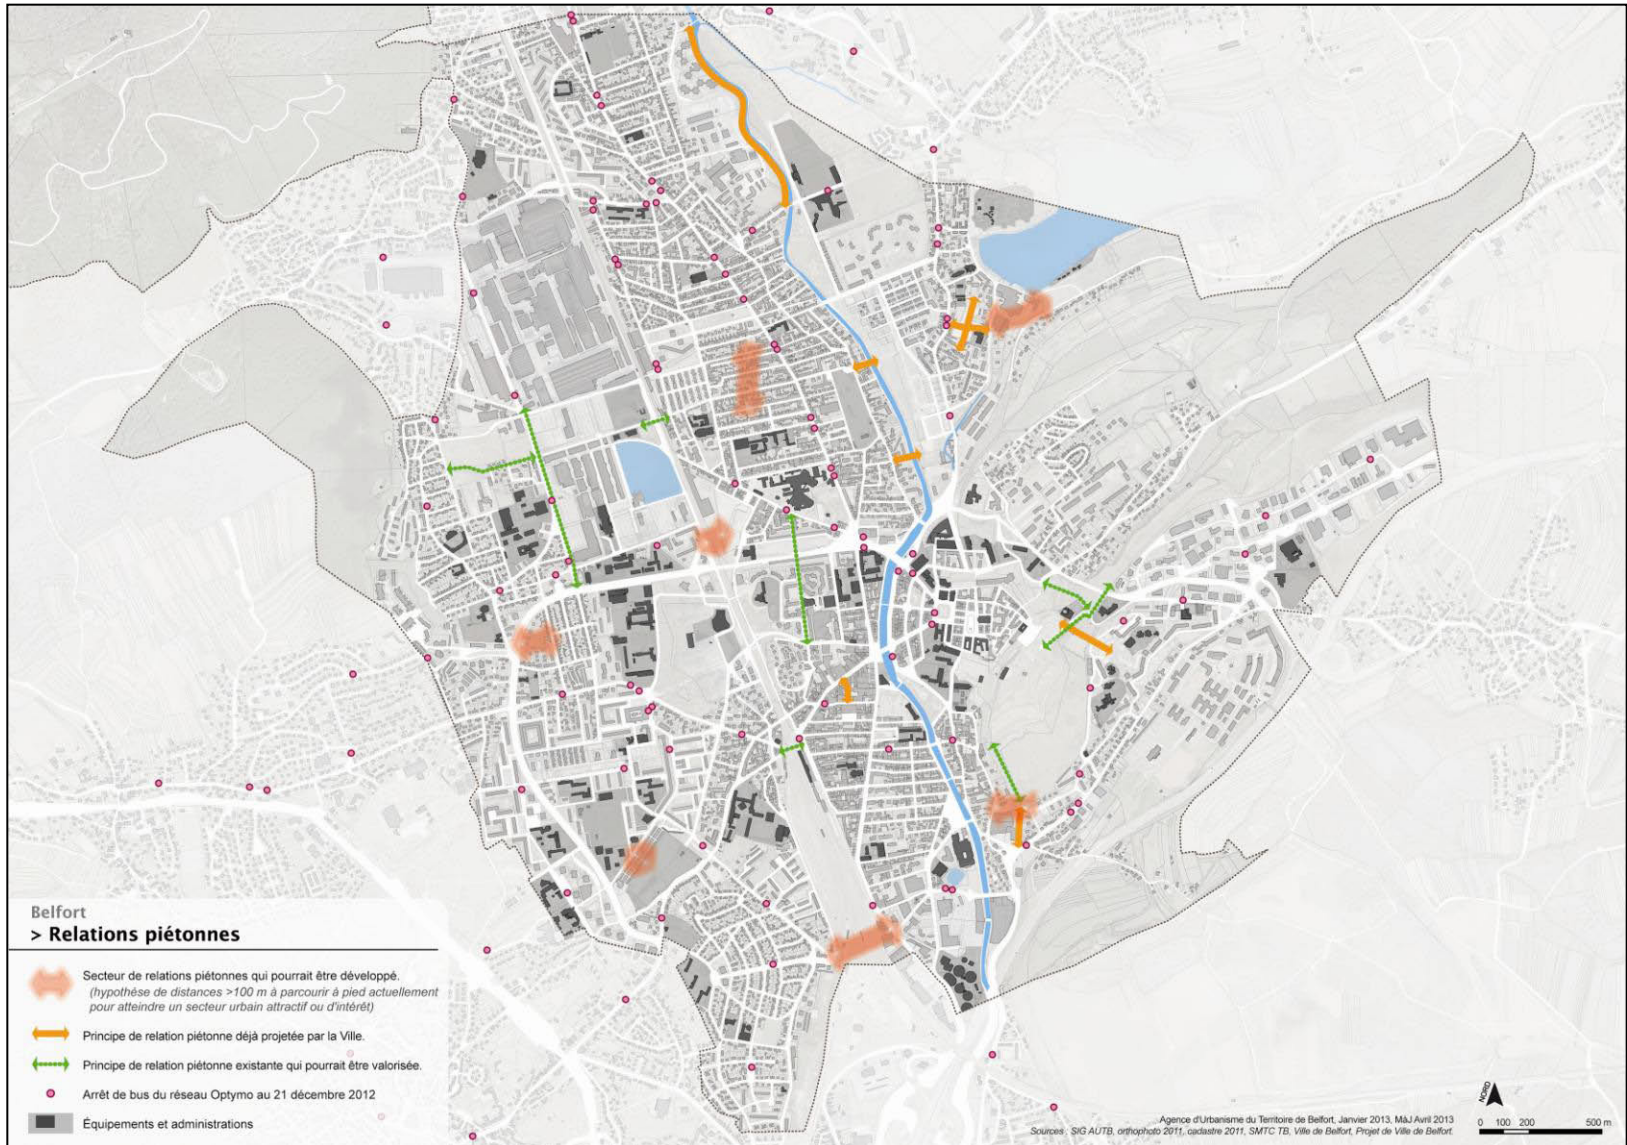 Belfort
> Relations piétonnes
Secteur de relations piétonnes qui pourrait être développé.
(hypothèse de distances >100 m à parcourir à pied actuellement
pour atteindre un secteur urbain attractif ou d'intérêt)
Principe de relation piétonne déjà projetée par la Ville.
Principe de relation piétonne existante qui pourrait être valorisée.
Arrêt de bus du réseau Optymo au 21 décembre 2012
Équipements et administrations
NORD
Agence d'Urbanisme du Territoire de Belfort, Janvier 2013, MàJ Avril 2013
Sources : SIG AUTB, orthophoto 2011, cadastre 2011, SMTC TB, Ville de Belfort, Projet de Ville de Belfort.
0 100 200 500 m